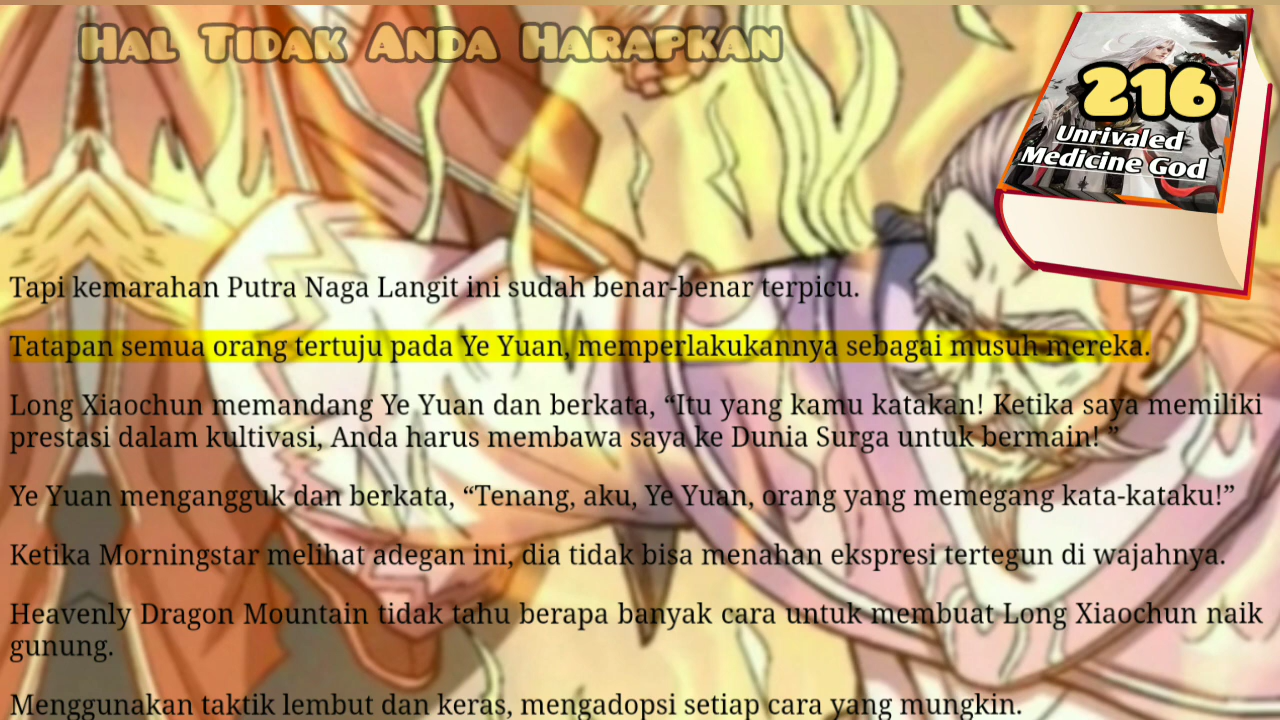 Hal Tidak Anda Harapkan
216
Unrivaled
Medicine God
Tapi kemarahan Putra Naga Langit ini sudah benar-benar terpicu.
Tatapan semua orang tertuju pada Ye Yuan, memperlakukannya sebagai musuh mereka.
Long Xiaochun memandang Ye Yuan dan berkata, “Itu yang kamu katakan! Ketika saya memiliki
prestasi dalam kultivasi, Anda harus membawa saya ke Dunia Surga untuk bermain! ”
Ye Yuan mengangguk dan berkata, “Tenang, aku, Ye Yuan, orang yang memegang kata-kataku!”
Ketika Morningstar melihat adegan ini, dia tidak bisa menahan ekspresi tertegun di wajahnya.
Heavenly Dragon Mountain tidak tahu berapa banyak cara untuk membuat Long Xiaochun naik
gunung.
Menggunakan taktik lembut dan keras, mengadopsi setiap cara yang mungkin.